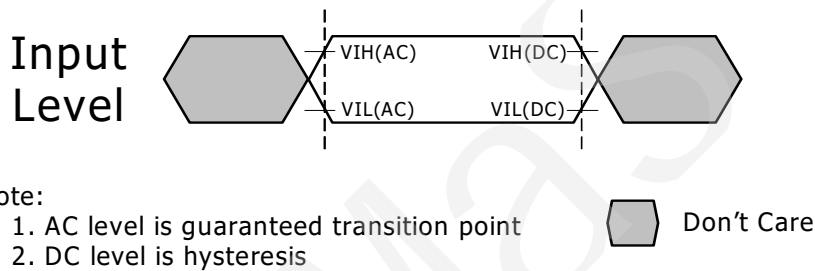 Input
Level
VIH(AC) VIH(DC)
VIL(AC) VIL(DC)
ote:
1. AC level is guaranteed transition point
2. DC level is hysteresis
Don't Care